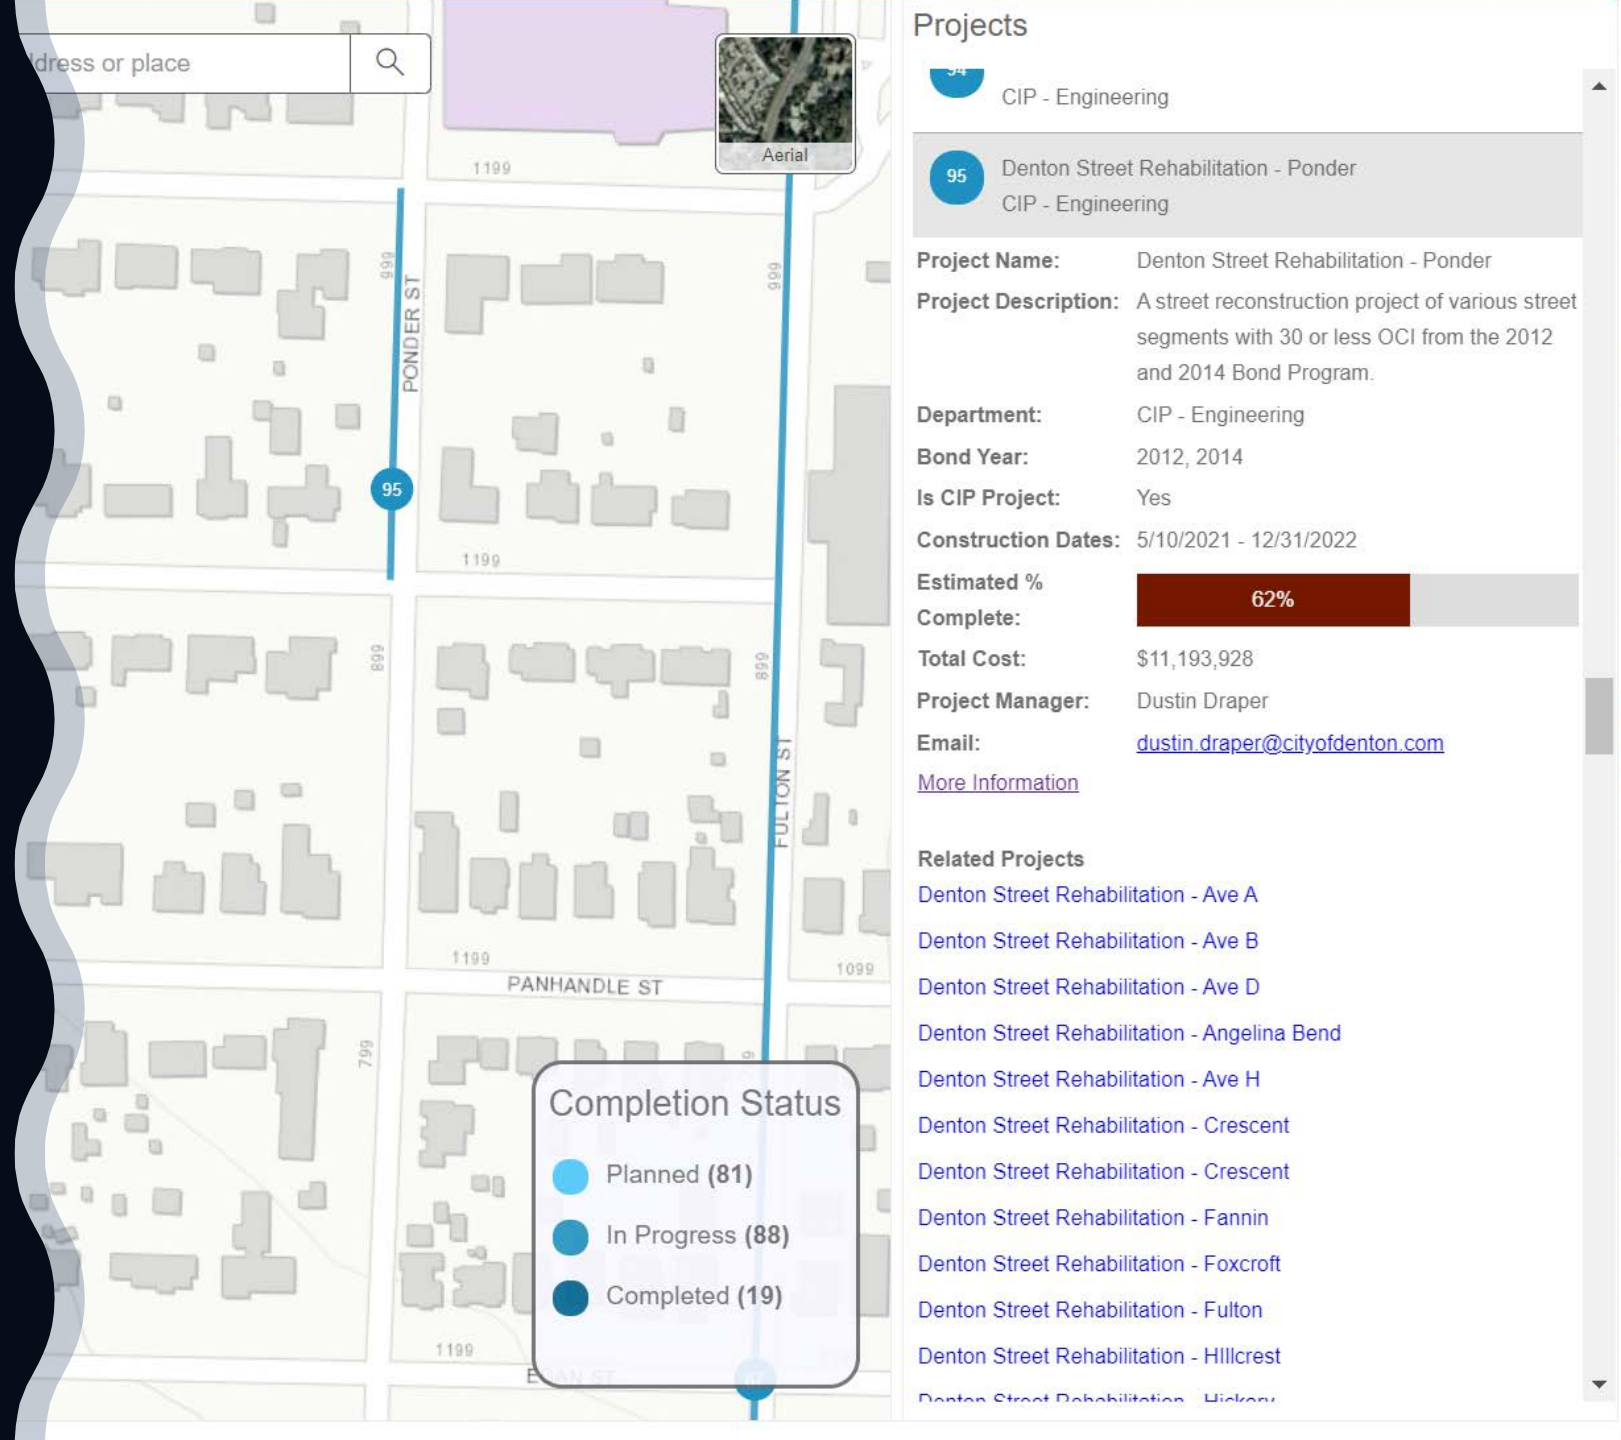 dress or place
Aerial
1199
999
PONDER ST
999
95
1199
899
899
FULTON ST
1199
1099
PANHANDLE ST
799
Completion Status
Planned (81)
In Progress (88)
Completed (19)
1199
Projects
94
CIP - Engineering
95
Denton Street Rehabilitation - Ponder
CIP - Engineering
Project Name: Denton Street Rehabilitation - Ponder
Project Description: A street reconstruction project of various street
segments with 30 or less OCI from the 2012
and 2014 Bond Program.
Department: CIP - Engineering
Bond Year: 2012, 2014
Is CIP Project: Yes
Construction Dates: 5/10/2021 - 12/31/2022
Estimated %
Complete: 62%
Total Cost: $11,193,928
Project Manager: Dustin Draper
Email: dustin.draper@cityofdenton.com
More Information
Related Projects
Denton Street Rehabilitation - Ave A
Denton Street Rehabilitation - Ave B
Denton Street Rehabilitation - Ave D
Denton Street Rehabilitation - Angelina Bend
Denton Street Rehabilitation - Ave H
Denton Street Rehabilitation - Crescent
Denton Street Rehabilitation - Crescent
Denton Street Rehabilitation - Fannin
Denton Street Rehabilitation - Foxcroft
Denton Street Rehabilitation - Fulton
Denton Street Rehabilitation - HIllcrest
Denton Street Rehabilitation - Hickory